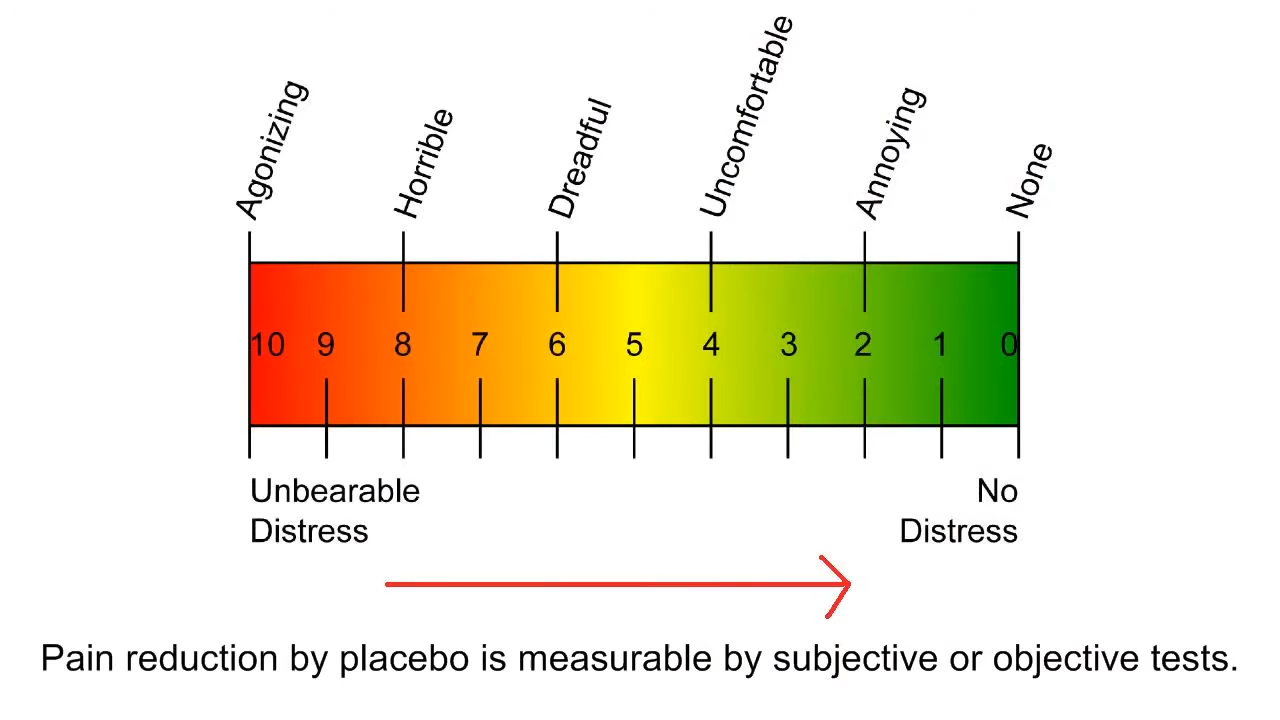 Agonizing
Horrible
Dreadful
Uncomfortable
Annoying
None
10 9 8 7 6 5 4 3 2 1 0
Unbearable No
Distress Distress
Pain reduction by placebo is measurable by subjective or objective tests.